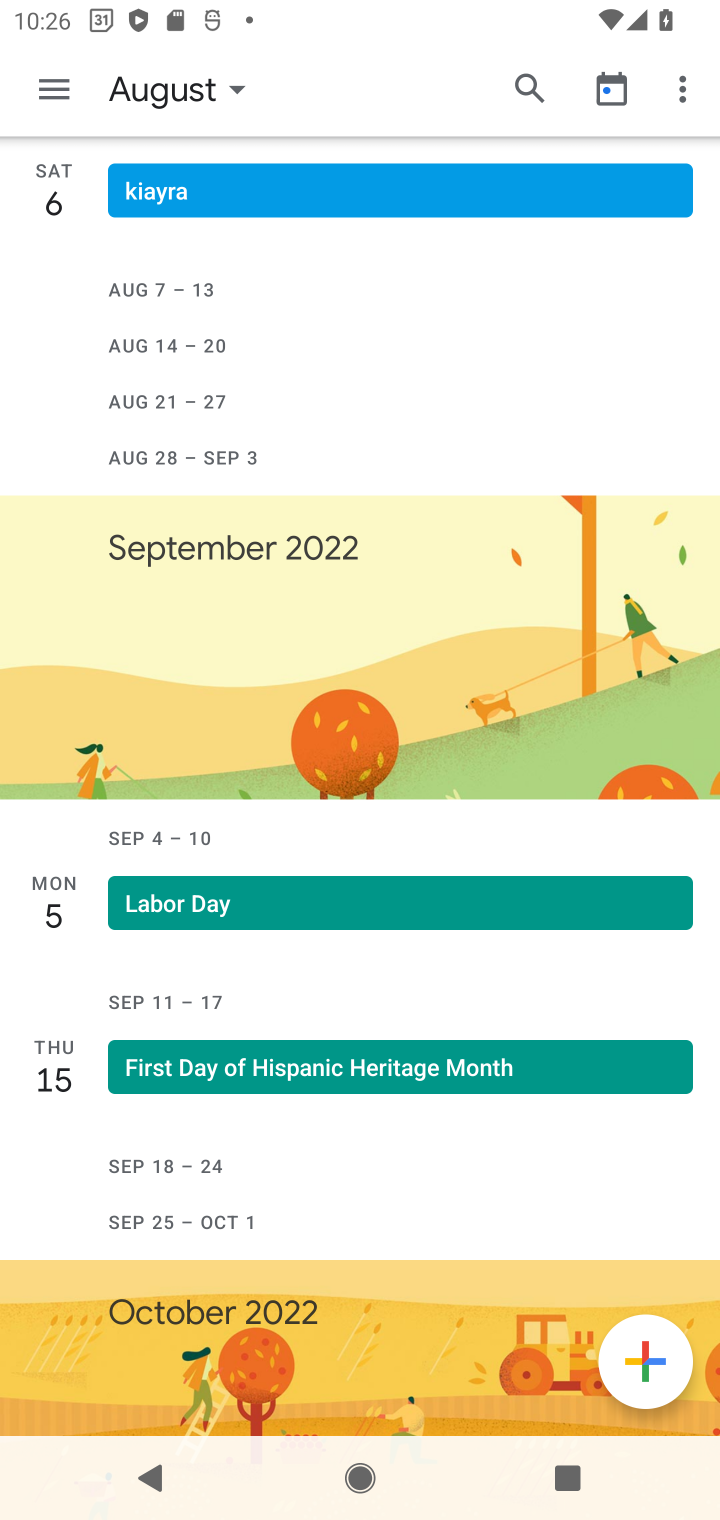 10:26 31
August
SAT
6
kiayra
AUG 7 – 13
AUG 14 – 20
AUG 21 – 27
AUG 28 – SEP 3
September 2022
SEP 4 – 10
MON
5
Labor Day
SEP 11 – 17
THU
15
First Day of Hispanic Heritage Month
SEP 18 – 24
SEP 25 – OCT 1
October 2022